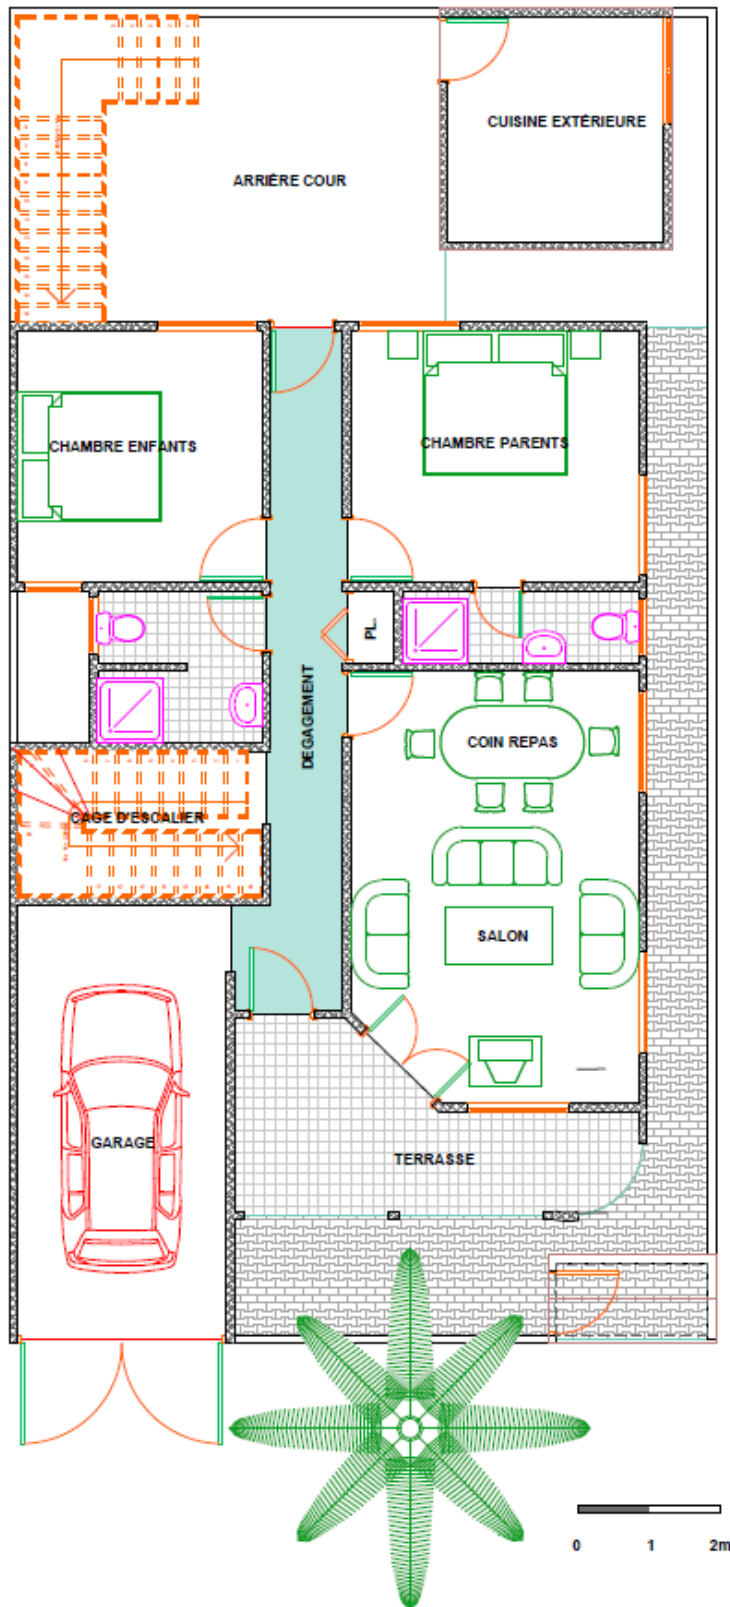 CUISINE EXTÉRIEURE
ARRIÈRE COUR
CHAMBRE ENFANTS
CHAMBRE PARENTS
PL.
DEGAGEMENT
COIN REPAS
CAGE D'ESCALIER
SALON
GARAGE
TERRASSE
0 1 2m